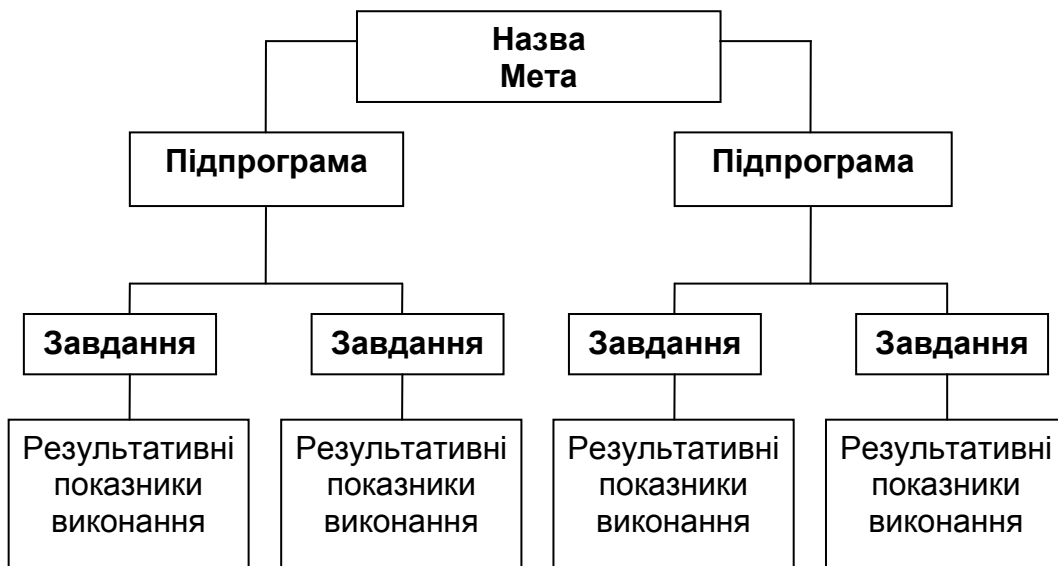 Назва
Мета
Підпрограма
Підпрограма
Завдання
Завдання
Завдання
Завдання
Результативні
показники
виконання
Результативні
показники
виконання
Результативні
показники
виконання
Результативні
показники
виконання